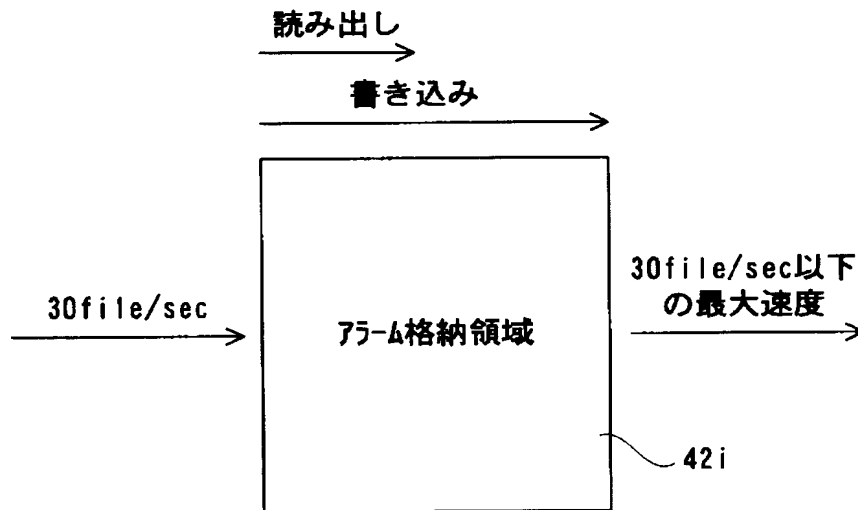 読み出し
書き込み
30file/sec
アラーム格納領域
30file/sec以下
の最大速度
42i